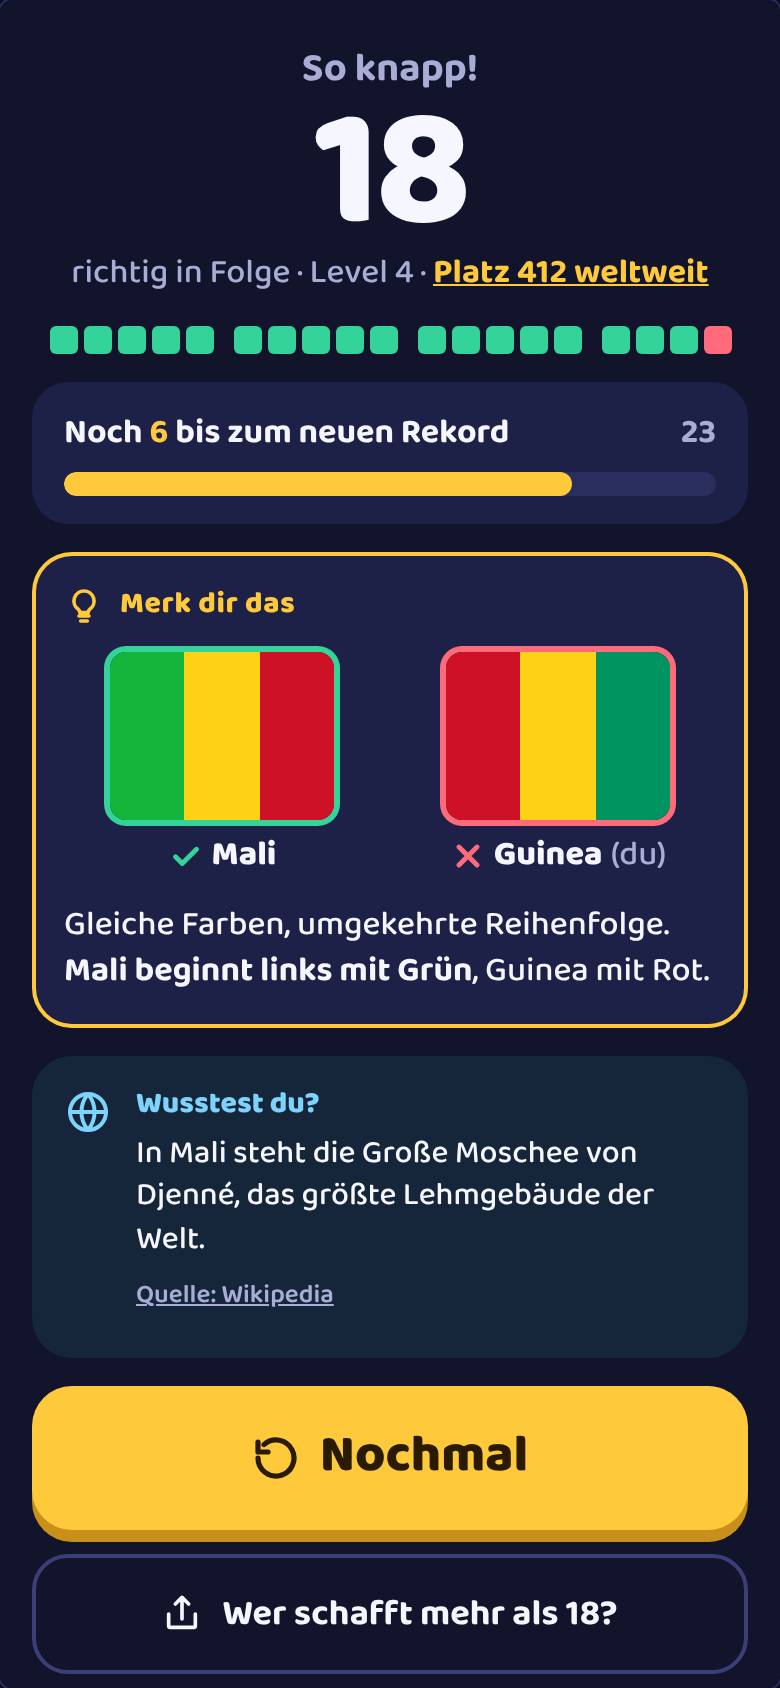 So knapp!
18
richtig in Folge · Level 4 · Platz 412 weltweit
Noch 6 bis zum neuen Rekord 23
Merk dir das
Mali
Guinea (du)
Gleiche Farben, umgekehrte Reihenfolge.
Mali beginnt links mit Grün, Guinea mit Rot.
Wusstest du?
In Mali steht die Große Moschee von
Djenné, das größte Lehmgebäude der
Welt.
Quelle: Wikipedia
Nochmal
Wer schafft mehr als 18?